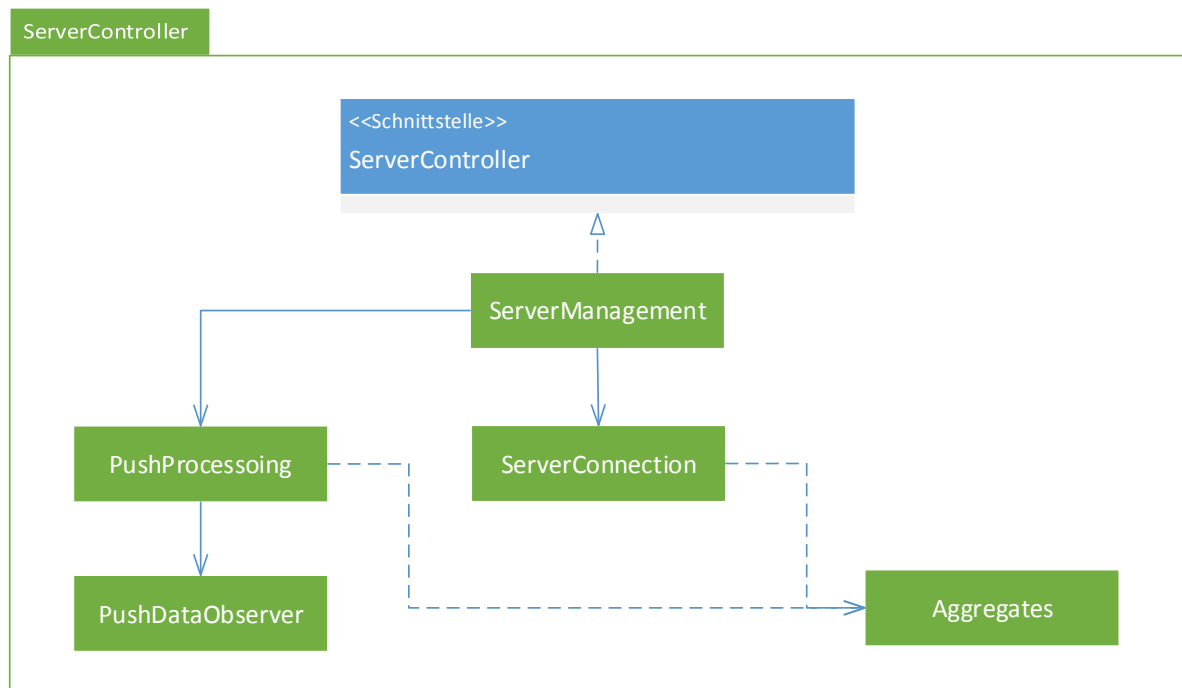 ServerController
<<Schnittstelle>>
ServerController
ServerManagement
PushProcessoing
ServerConnection
PushDataObserver
Aggregates